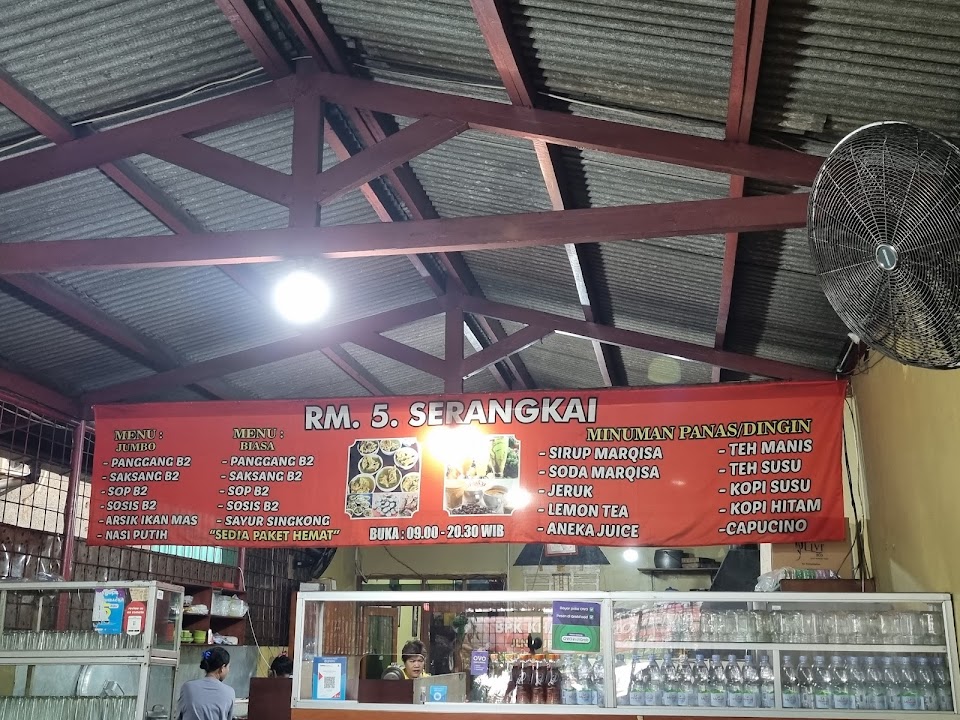 RM. 5. SERANGKAI
MENU :
JUMBO
- PANGGANG B2
- SAKSANG B2
- SOP B2
- SOSIS B2
- ARSIK IKAN MAS
- NASI PUTIH
MENU :
BIASA
- PANGGANG B2
- SAKSANG B2
- SOP B2
- SOSIS B2
- SAYUR SINGKONG
"SEDIA PAKET HEMAT"
BUKA : 09.00 - 20.30 WIB
MINUMAN PANAS/DINGIN
- SIRUP MARQISA
- SODA MARQISA
- JERUK
- LEMON TEA
- ANEKA JUICE
- TEH MANIS
- TEH SUSU
- KOPI SUSU
- KOPI HITAM
-CAPUCINO
OVO